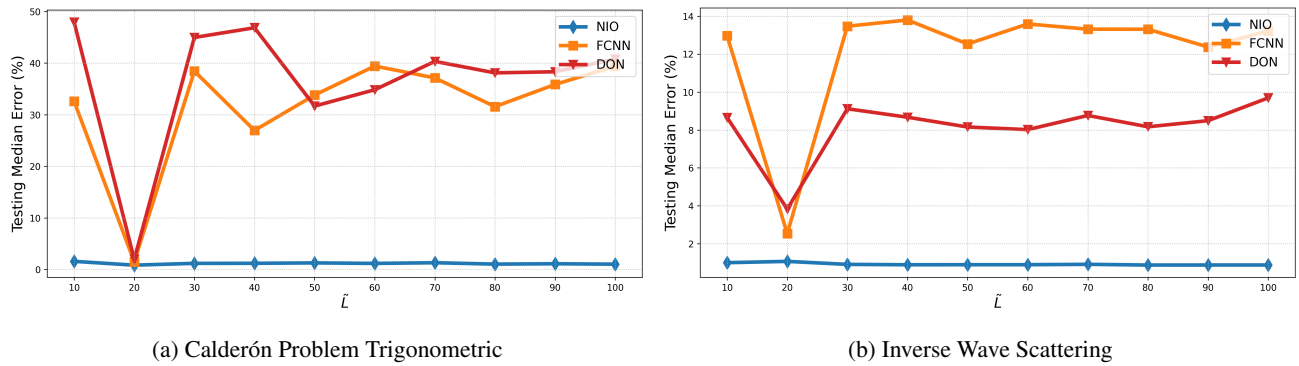 50
40
30
20
10
0
Testing Median Error (%)
10 20 30 40 50 60 70 80 90 100
L̃
NIO
FCNN
DON
(a) Calderón Problem Trigonometric
14
12
10
8
6
4
2
Testing Median Error (%)
10 20 30 40 50 60 70 80 90 100
L̃
NIO
FCNN
DON
(b) Inverse Wave Scattering